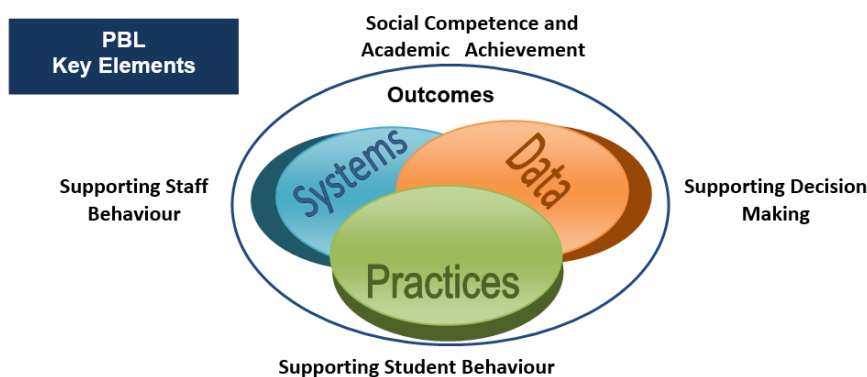 PBL
Key Elements
Social Competence and
Academic Achievement
Outcomes
Systems
Data
Supporting Staff
Behaviour
Supporting Decision
Making
Practices
Supporting Student Behaviour